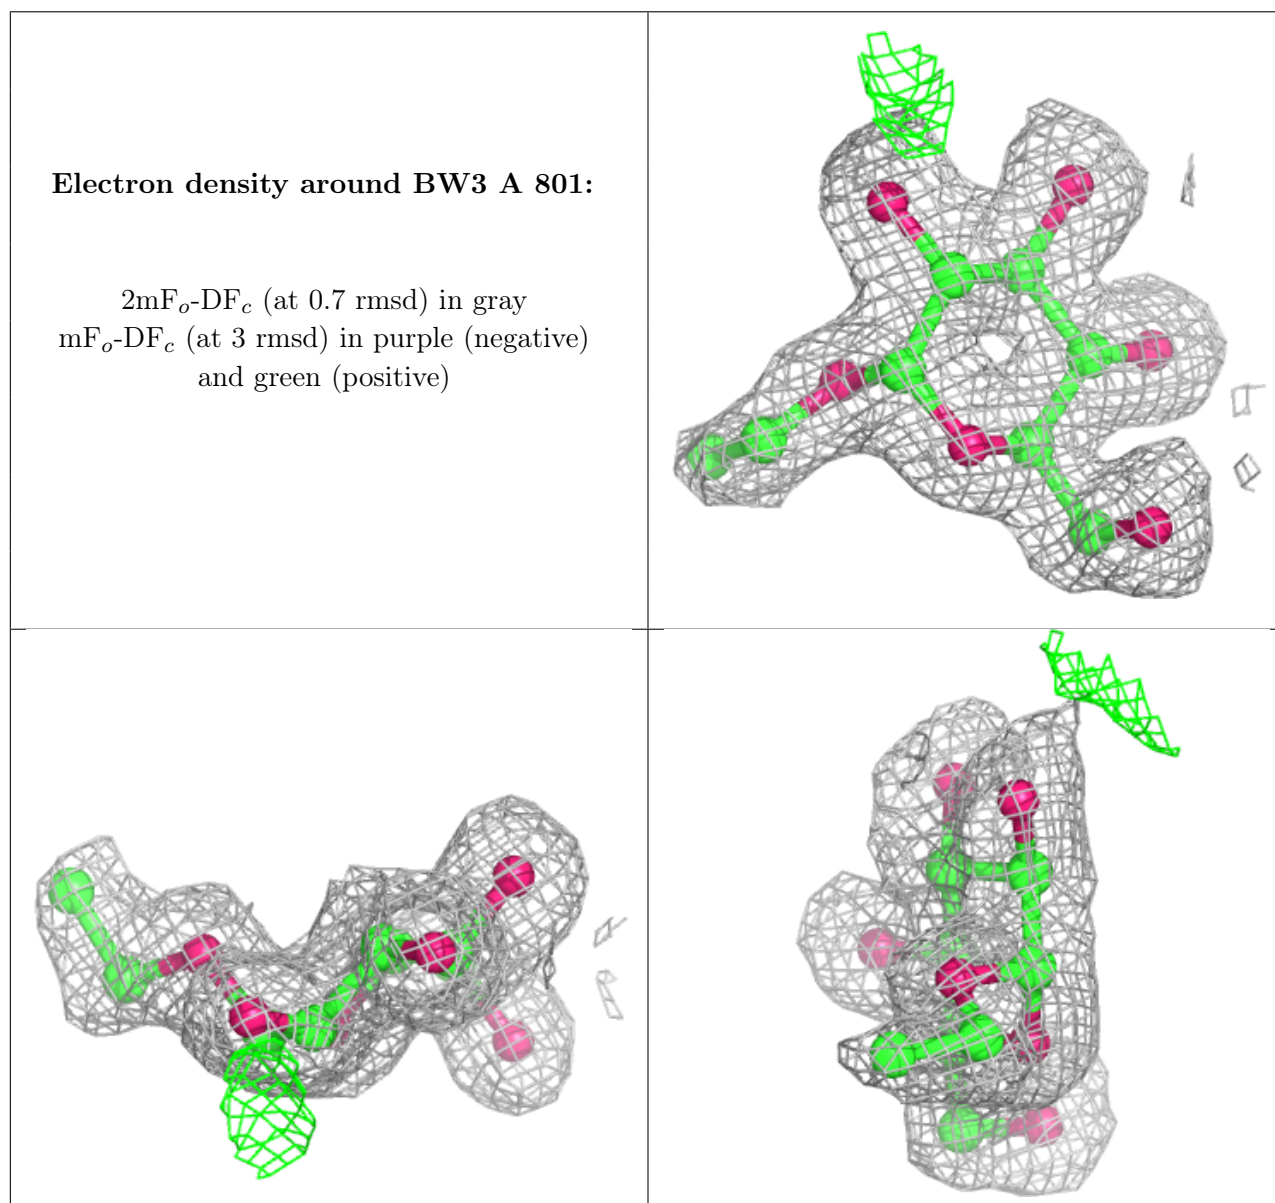 Electron density around BW3 A 801:
2mFₒ-DF𝒸 (at 0.7 rmsd) in gray
mFₒ-DF𝒸 (at 3 rmsd) in purple (negative)
and green (positive)